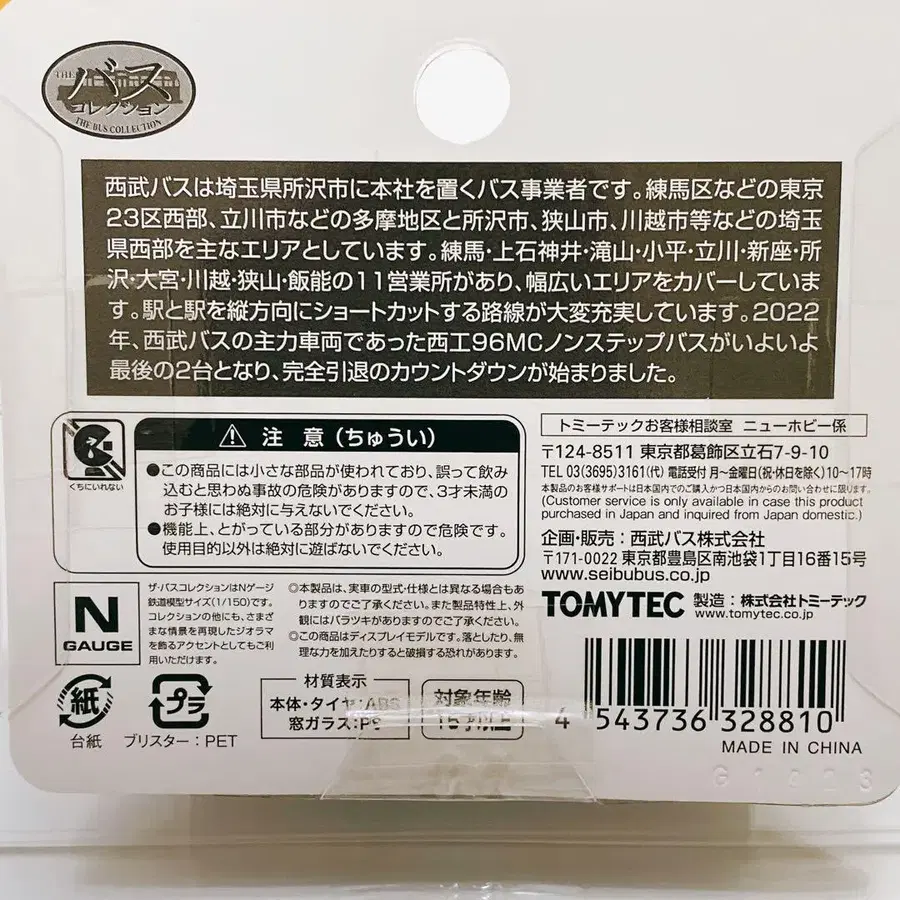 THE
バス
コレクション
THE BUS COLLECTION
西武バスは埼玉県所沢市に本社を置くバス事業者です。練馬区などの東京
23区西部、立川市などの多摩地区と所沢市、狭山市、川越市等などの埼玉
県西部を主なエリアとしています。練馬・上石神井・滝山・小平・立川・新座・所
沢・大宮・川越・狭山・飯能の11営業所があり、幅広いエリアをカバーしていま
す。駅と駅を縦方向にショートカットする路線が大変充実しています。2022
年、西武バスの主力車両であった西工96MCノンステップバスがいよいよ
最後の2台となり、完全引退のカウントダウンが始まりました。
くちにいれない
注 意(ちゅうい)
●この商品には小さな部品が使われており、誤って飲み
込むと思わぬ事故の危険がありますので、3才未満の
お子様には絶対に与えないでください。
●機能上、とがっている部分がありますので危険です。
使用目的以外は絶対に遊ばないでください。
トミーテックお客様相談室 ニューホビー係
〒124-8511 東京都葛飾区立石7-9-10
TEL 03(3695)3161(代) 電話受付 月〜金曜日(祝・休日を除く)10〜17時
本製品のお客様サポートは日本国内でのご購入かつ日本国内からのお問い合わせに限ります。
(Customer service is only available in case this product
purchased in Japan and inquired from Japan domestic.)
企画・販売:西武バス株式会社
〒171-0022 東京都豊島区南池袋1丁目16番15号
www.seibubus.co.jp
TOMYTEC 製造:株式会社トミーテック
www.tomytec.co.jp
N
GAUGE
ザ・バスコレクションはNゲージ
鉄道模型サイズ(1/150)です。
コレクションの他にも、さまざ
まな情景を再現したジオラマ
を飾るアクセントとしてもご利
用いただけます。
◎本製品は、実車の型式・仕様とは異なる場合もあ
りますのでご了承ください。また製品特性上、外
観にはバラツキがありますのでご了承ください。
◎この商品はディスプレイモデルです。落としたり、無
理な力を加えたりすると破損する恐れがあります。
紙
台紙
プラ
ブリスター:PET
材質表示
本体・タイヤ:ABS
窓ガラス:PS
対象年齢
15才以上
4 543736 328810
MADE IN CHINA